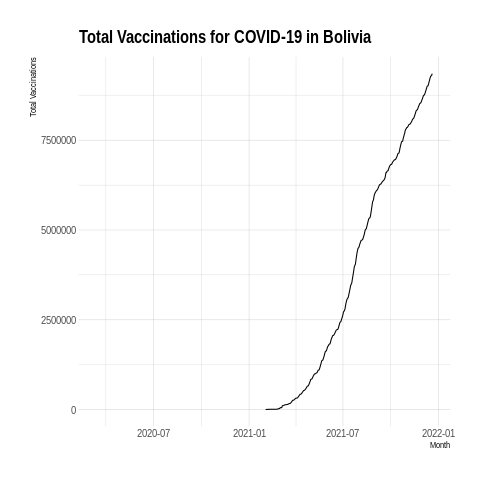 Total Vaccinations for COVID-19 in Bolivia
Total Vaccinations
7500000
5000000
2500000
0
2020-07 2021-01 2021-07 2022-01
Month